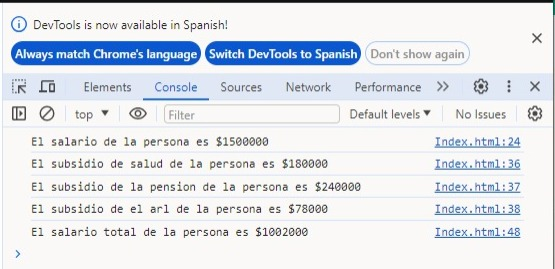 DevTools is now available in Spanish!
Always match Chrome's language Switch DevTools to Spanish Don't show again
Elements Console Sources Network Performance
top Filter Default levels No Issues
El salario de la persona es $1500000 Index.html:24
El subsidio de salud de la persona es $180000 Index.html:36
El subsidio de la pension de la persona es $240000 Index.html:37
El subsidio de el arl de la persona es $78000 Index.html:38
El salario total de la persona es $1002000 Index.html:48